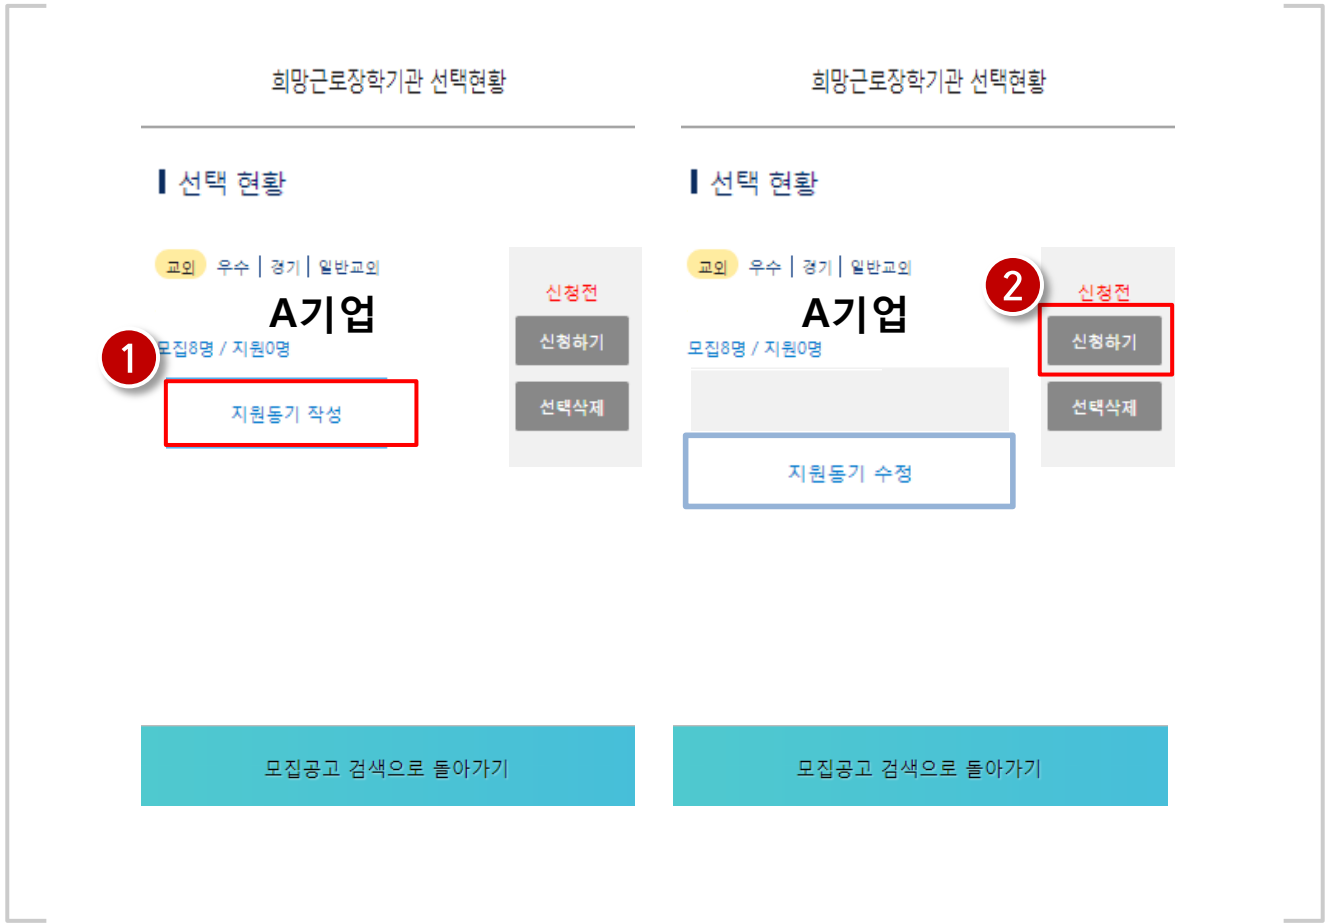 희망근로장학기관 선택현황
선택 현황
교외 우수 | 경기 | 일반교외
A기업
모집8명 / 지원0명
1
지원동기 작성
신청전
신청하기
선택삭제
모집공고 검색으로 돌아가기
희망근로장학기관 선택현황
선택 현황
교외 우수 | 경기 | 일반교외
A기업
모집8명 / 지원0명
지원동기 수정
2
신청전
신청하기
선택삭제
모집공고 검색으로 돌아가기